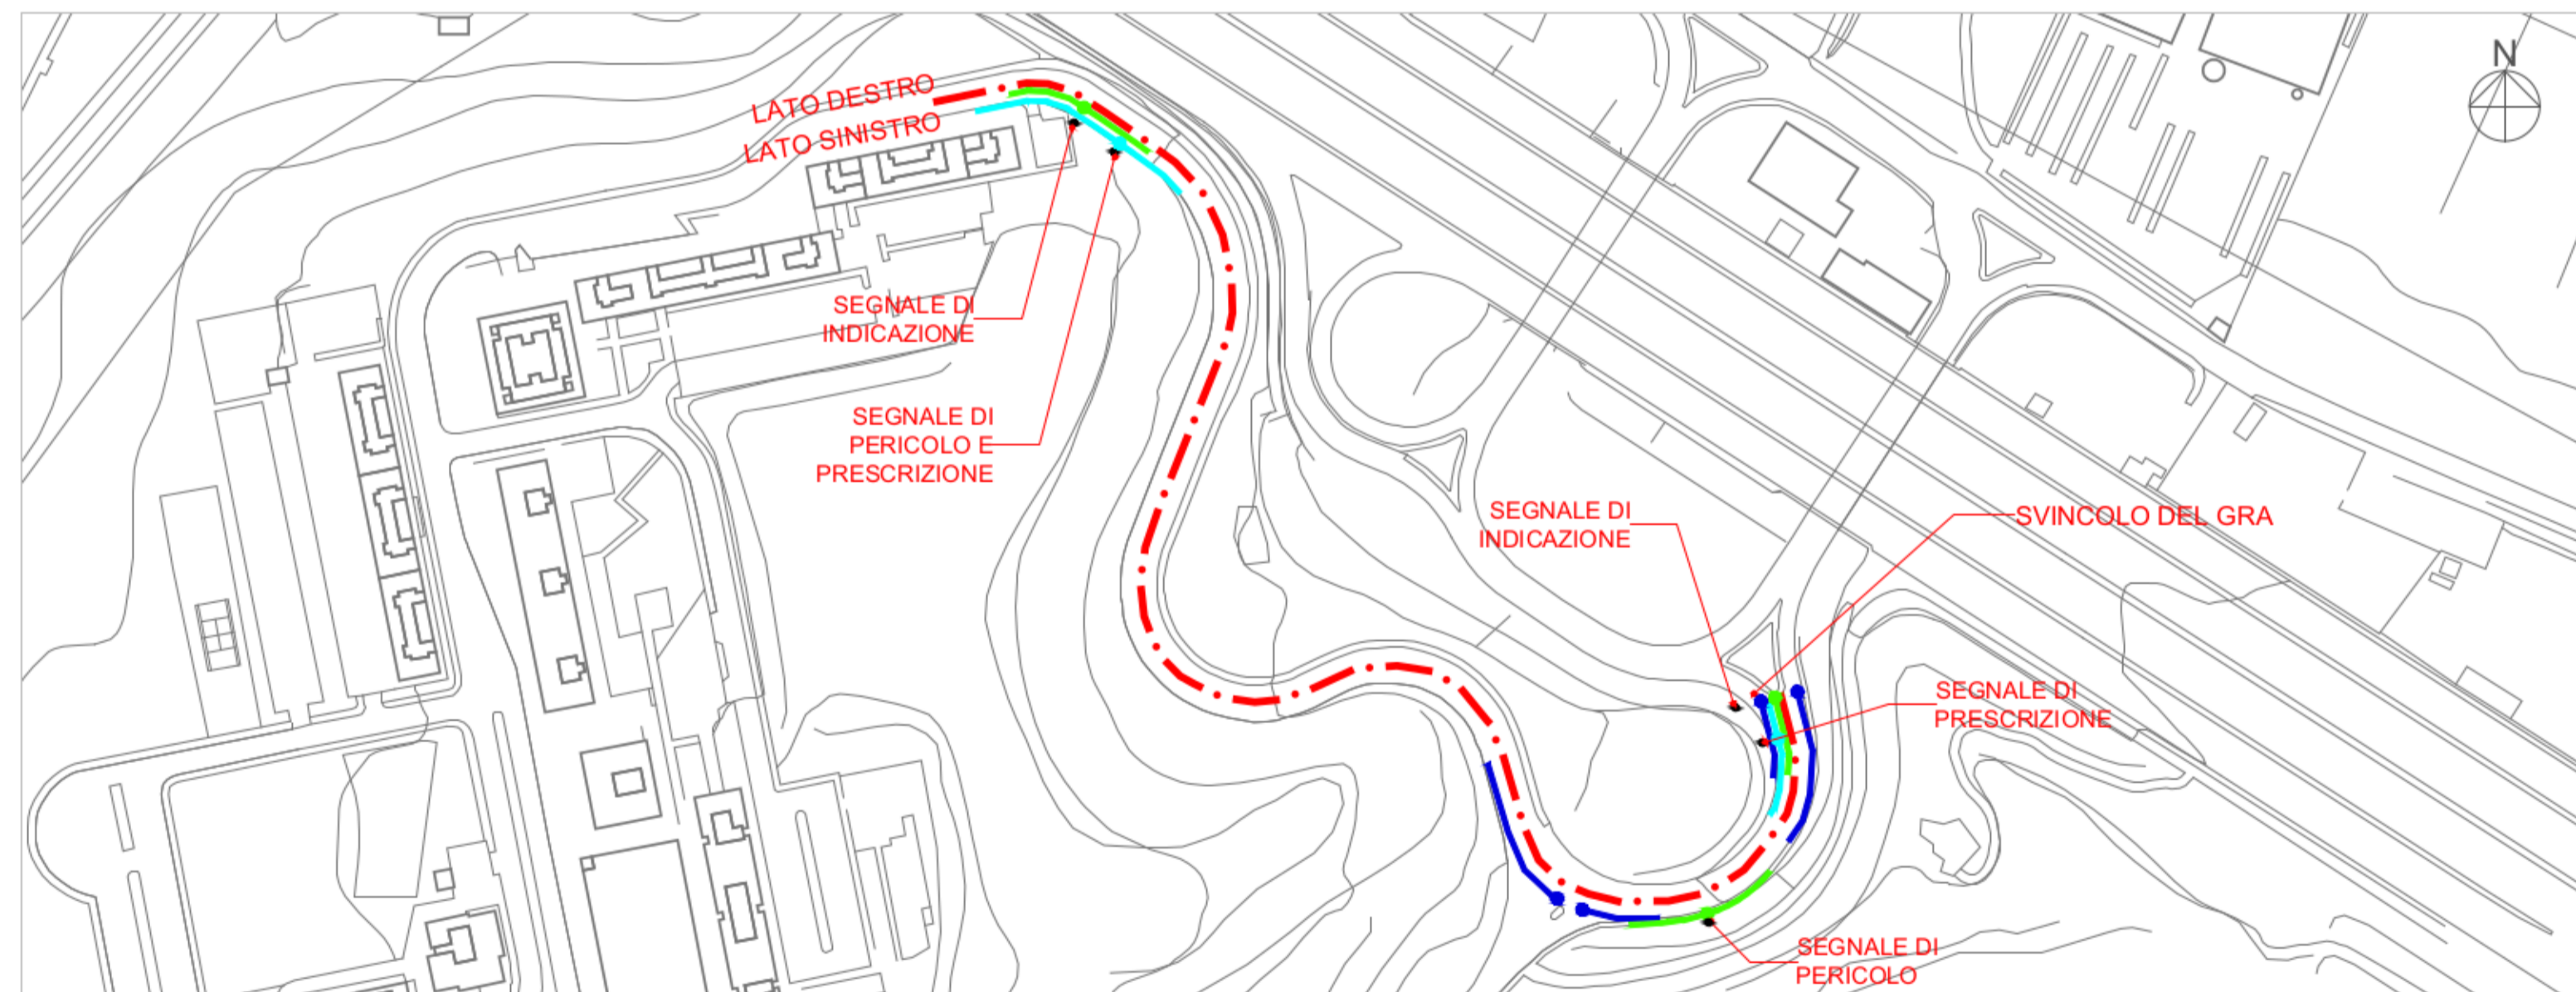 N
LATO DESTRO
LATO SINISTRO
SEGNALE DI
INDICAZIONE
SEGNALE DI
PERICOLO E
PRESCRIZIONE
SEGNALE DI
INDICAZIONE
SVINCOLO DEL GRA
SEGNALE DI
PRESCRIZIONE
SEGNALE DI
PERICOLO